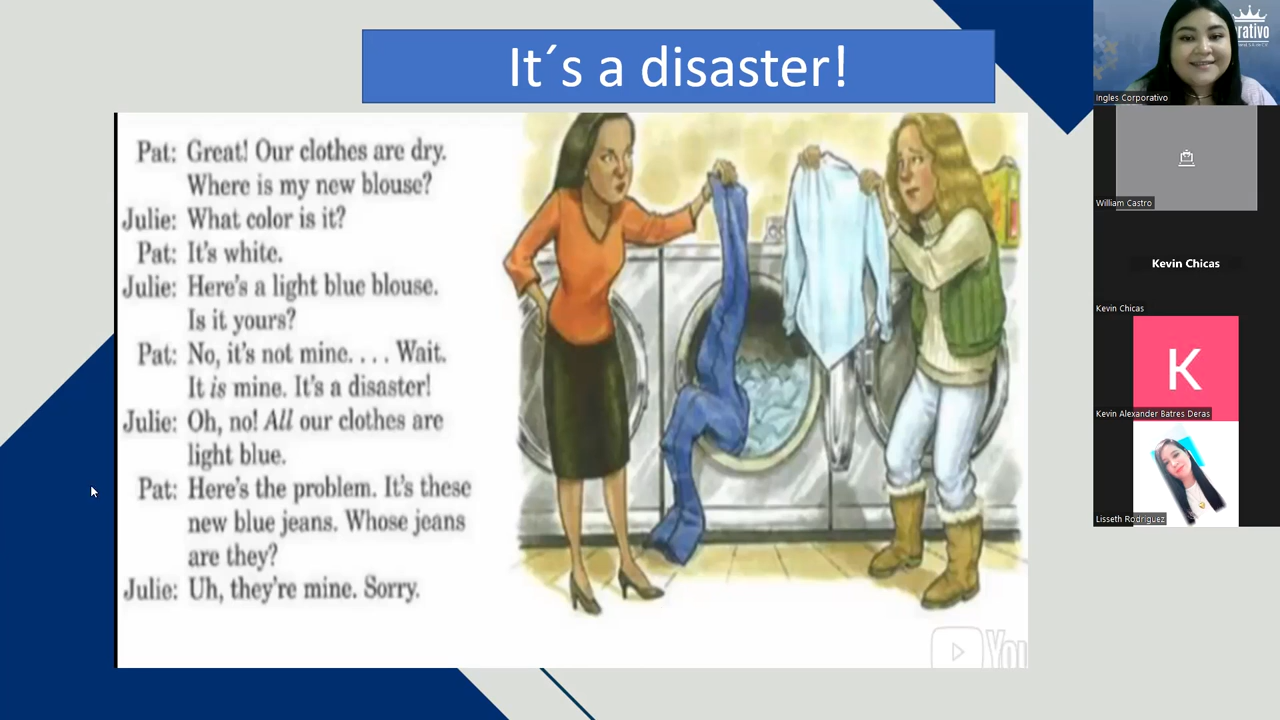 It´s a disaster!
Pat: Great! Our clothes are dry.
Where is my new blouse?
Julie: What color is it?
Pat: It's white.
Julie: Here's a light blue blouse.
Is it yours?
Pat: No, it's not mine. . . . Wait.
It is mine. It's a disaster!
Julie: Oh, no! All our clothes are
light blue.
Pat: Here's the problem. It's these
new blue jeans. Whose jeans
are they?
Julie: Uh, they're mine. Sorry.
rativo
Ingles Corporativo
William Castro
Kevin Chicas
Kevin Chicas
K
Kevin Alexander Batres Deras
Lisseth Rodriguez
You